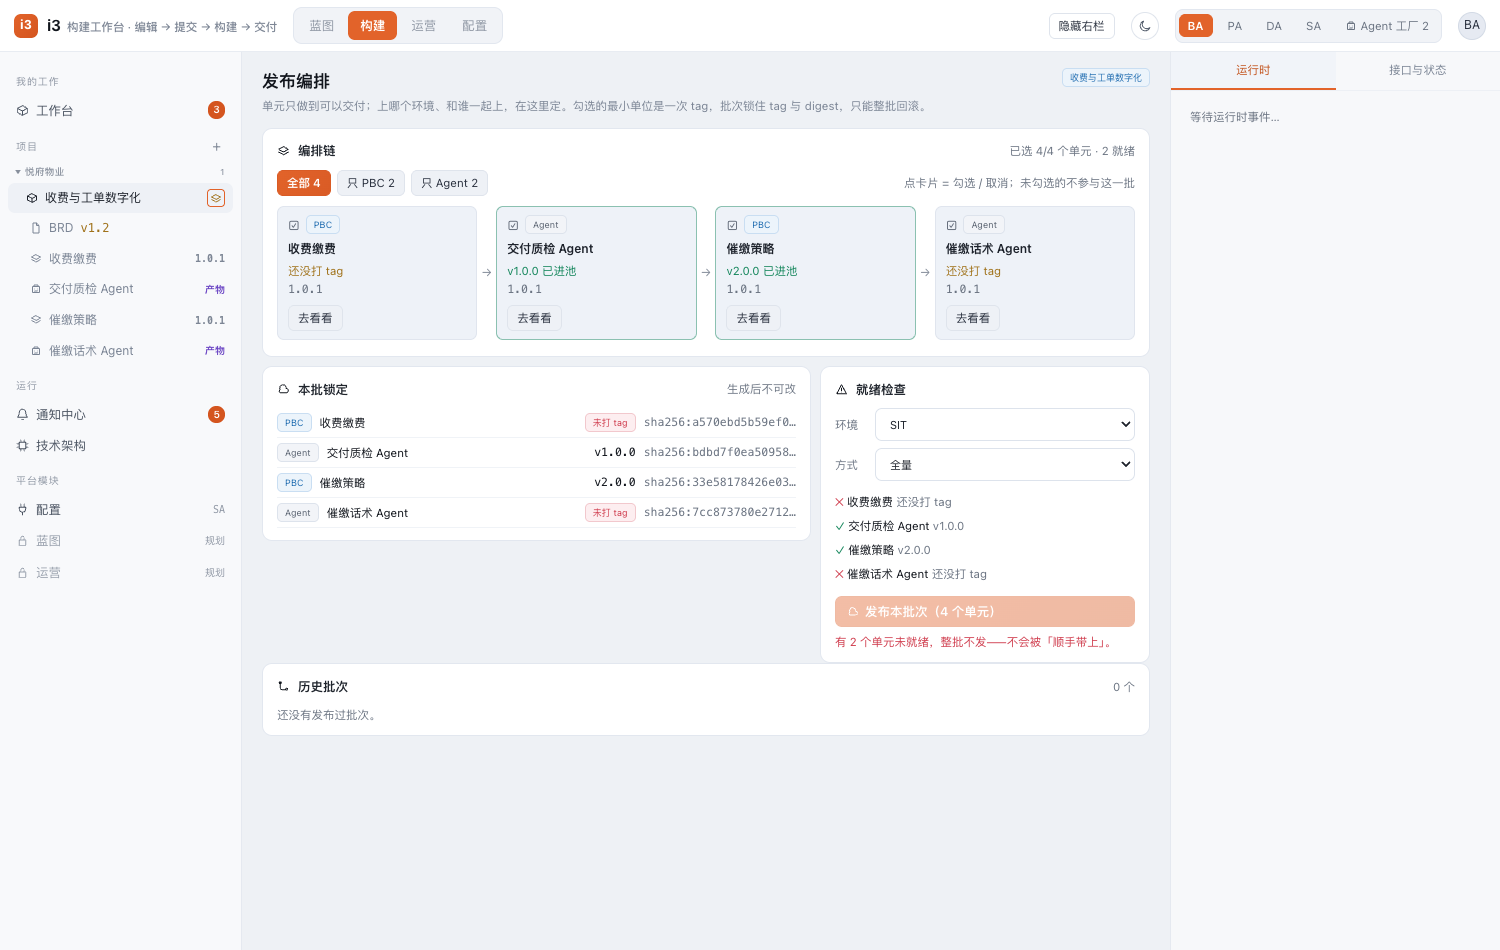 i3 i3 构建工作台 · 编辑 → 提交 → 构建 → 交付 蓝图 构建 运营 配置 隐藏右栏 BA PA DA SA Agent 工厂 2 BA
我的工作
工作台 3
项目 +
悦府物业 1
收费与工单数字化
BRD v1.2
收费缴费 1.0.1
交付质检 Agent 产物
催缴策略 1.0.1
催缴话术 Agent 产物
运行
通知中心 5
技术架构
平台模块
配置 SA
蓝图 规划
运营 规划
发布编排 收费与工单数字化
单元只做到可以交付；上哪个环境、和谁一起上，在这里定。勾选的最小单位是一次 tag，批次锁住 tag 与 digest，只能整批回滚。
编排链 已选 4/4 个单元 · 2 就绪
全部 4 只 PBC 2 只 Agent 2 点卡片 = 勾选 / 取消；未勾选的不参与这一批
PBC
收费缴费
还没打 tag
1.0.1
去看看
→
Agent
交付质检 Agent
v1.0.0 已进池
1.0.1
去看看
→
PBC
催缴策略
v2.0.0 已进池
1.0.1
去看看
→
Agent
催缴话术 Agent
还没打 tag
1.0.1
去看看
本批锁定 生成后不可改
PBC 收费缴费 未打 tag sha256:a570ebd5b59ef0…
Agent 交付质检 Agent v1.0.0 sha256:bdbd7f0ea50958…
PBC 催缴策略 v2.0.0 sha256:33e58178426e03…
Agent 催缴话术 Agent 未打 tag sha256:7cc873780e2712…
就绪检查
环境 SIT
方式 全量
✕ 收费缴费 还没打 tag
✓ 交付质检 Agent v1.0.0
✓ 催缴策略 v2.0.0
✕ 催缴话术 Agent 还没打 tag
发布本批次（4 个单元）
有 2 个单元未就绪，整批不发——不会被「顺手带上」。
历史批次 0 个
还没有发布过批次。
运行时 接口与状态
等待运行时事件…